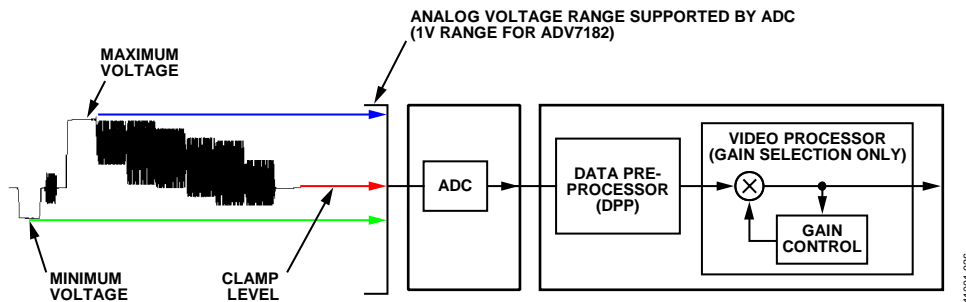 ANALOG VOLTAGE RANGE SUPPORTED BY ADC
(1V RANGE FOR ADV7182)
MAXIMUM
VOLTAGE
VIDEO PROCESSOR
(GAIN SELECTION ONLY)
ADC
DATA PRE-
PROCESSOR
(DPP)
GAIN
CONTROL
MINIMUM
VOLTAGE
CLAMP
LEVEL